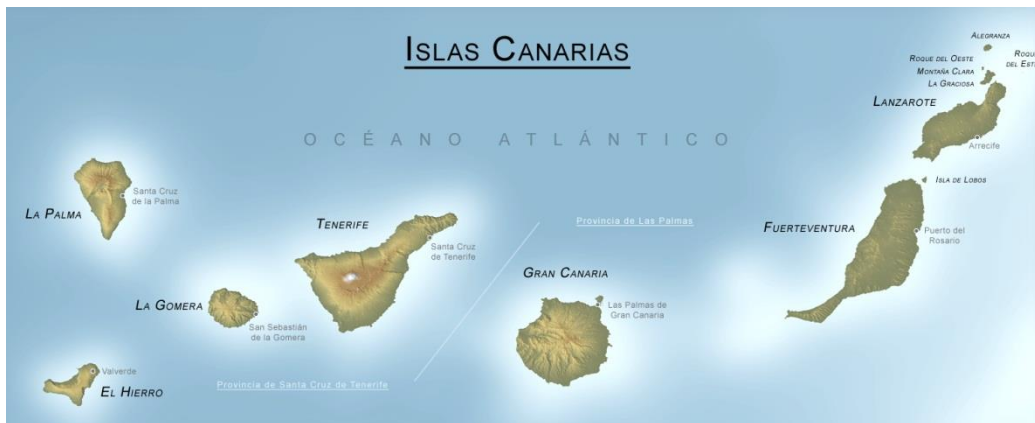 ISLAS CANARIAS
OCÉANO ATLÁNTICO
ALEGRANZA
ROQUE DEL OESTE
MONTAÑA CLARA
LA GRACIOSA
ROQU
DEL EST
LANZAROTE
Arrecife
ISLA DE LOBOS
FUERTEVENTURA
Puerto del
Rosario
LA PALMA
Santa Cruz
de la Palma
TENERIFE
Santa Cruz
de Tenerife
Provincia de Las Palmas
GRAN CANARIA
Las Palmas de
Gran Canaria
LA GOMERA
San Sebastián
de la Gomera
Valverde
EL HIERRO
Provincia de Santa Cruz de Tenerife